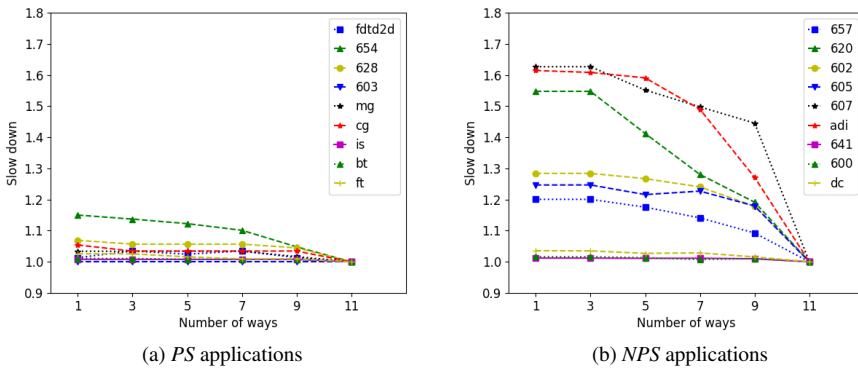 1.8
1.7
1.6
1.5
1.4
1.3
1.2
1.1
1.0
0.9
Slow down
1 3 5 7 9 11
Number of ways
fdtd2d
654
628
603
mg
cg
is
bt
ft
(a) PS applications
1.8
1.7
1.6
1.5
1.4
1.3
1.2
1.1
1.0
0.9
Slow down
1 3 5 7 9 11
Number of ways
657
620
602
605
607
adi
641
600
dc
(b) NPS applications